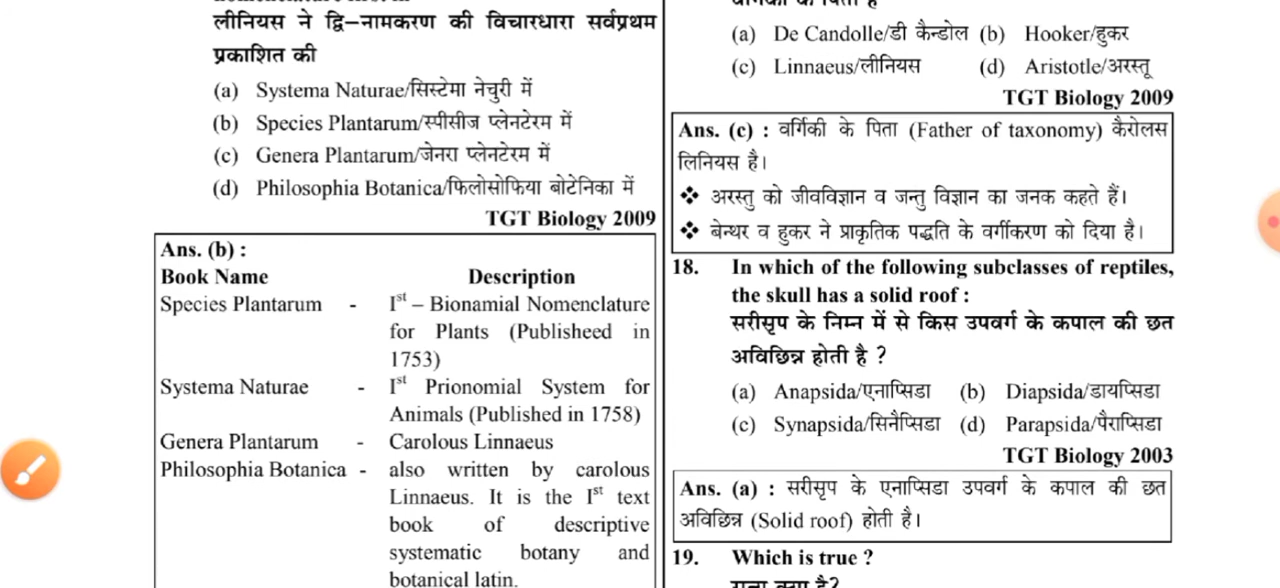 nomenclature first in
लीनियस ने द्वि–नामकरण की विचारधारा सर्वप्रथम
प्रकाशित की
(a) Systema Naturae/सिस्टेमा नेचुरी में
(b) Species Plantarum/स्पीसीज प्लेनटेरम में
(c) Genera Plantarum/जेनरा प्लेनटेरम में
(d) Philosophia Botanica/फिलोसोफिया बोटेनिका में
TGT Biology 2009
Ans. (b) :
Book Name Description
Species Plantarum - Ist – Bionamial Nomenclature
for Plants (Publisheed in
1753)
Systema Naturae - Ist Prionomial System for
Animals (Published in 1758)
Genera Plantarum - Carolous Linnaeus
Philosophia Botanica - also written by carolous
Linnaeus. It is the Ist text
book of descriptive
systematic botany and
botanical latin.
(a) De Candolle/डी कैन्डोल (b) Hooker/हुकर
(c) Linnaeus/लीनियस (d) Aristotle/अरस्तू
TGT Biology 2009
Ans. (c) : वर्गिकी के पिता (Father of taxonomy) कैरोलस
लिनियस है।
❖ अरस्तु को जीवविज्ञान व जन्तु विज्ञान का जनक कहते हैं।
❖ बेन्थर व हुकर ने प्राकृतिक पद्धति के वर्गीकरण को दिया है।
18. In which of the following subclasses of reptiles,
the skull has a solid roof :
सरीसृप के निम्न में से किस उपवर्ग के कपाल की छत
अविछिन्न होती है ?
(a) Anapsida/एनाप्सिडा (b) Diapsida/डायप्सिडा
(c) Synapsida/सिनैप्सिडा (d) Parapsida/पैराप्सिडा
TGT Biology 2003
Ans. (a) : सरीसृप के एनाप्सिडा उपवर्ग के कपाल की छत
अविछिन्न (Solid roof) होती है।
19. Which is true ?